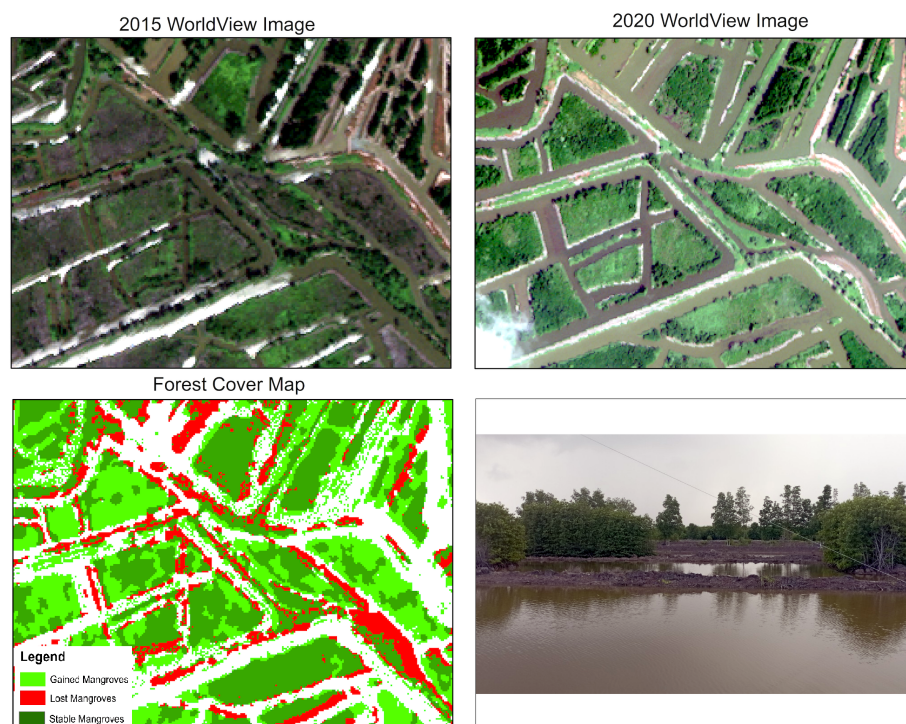 2015 WorldView Image
2020 WorldView Image
Forest Cover Map
Legend
Gained Mangroves
Lost Mangroves
Stable Mangroves